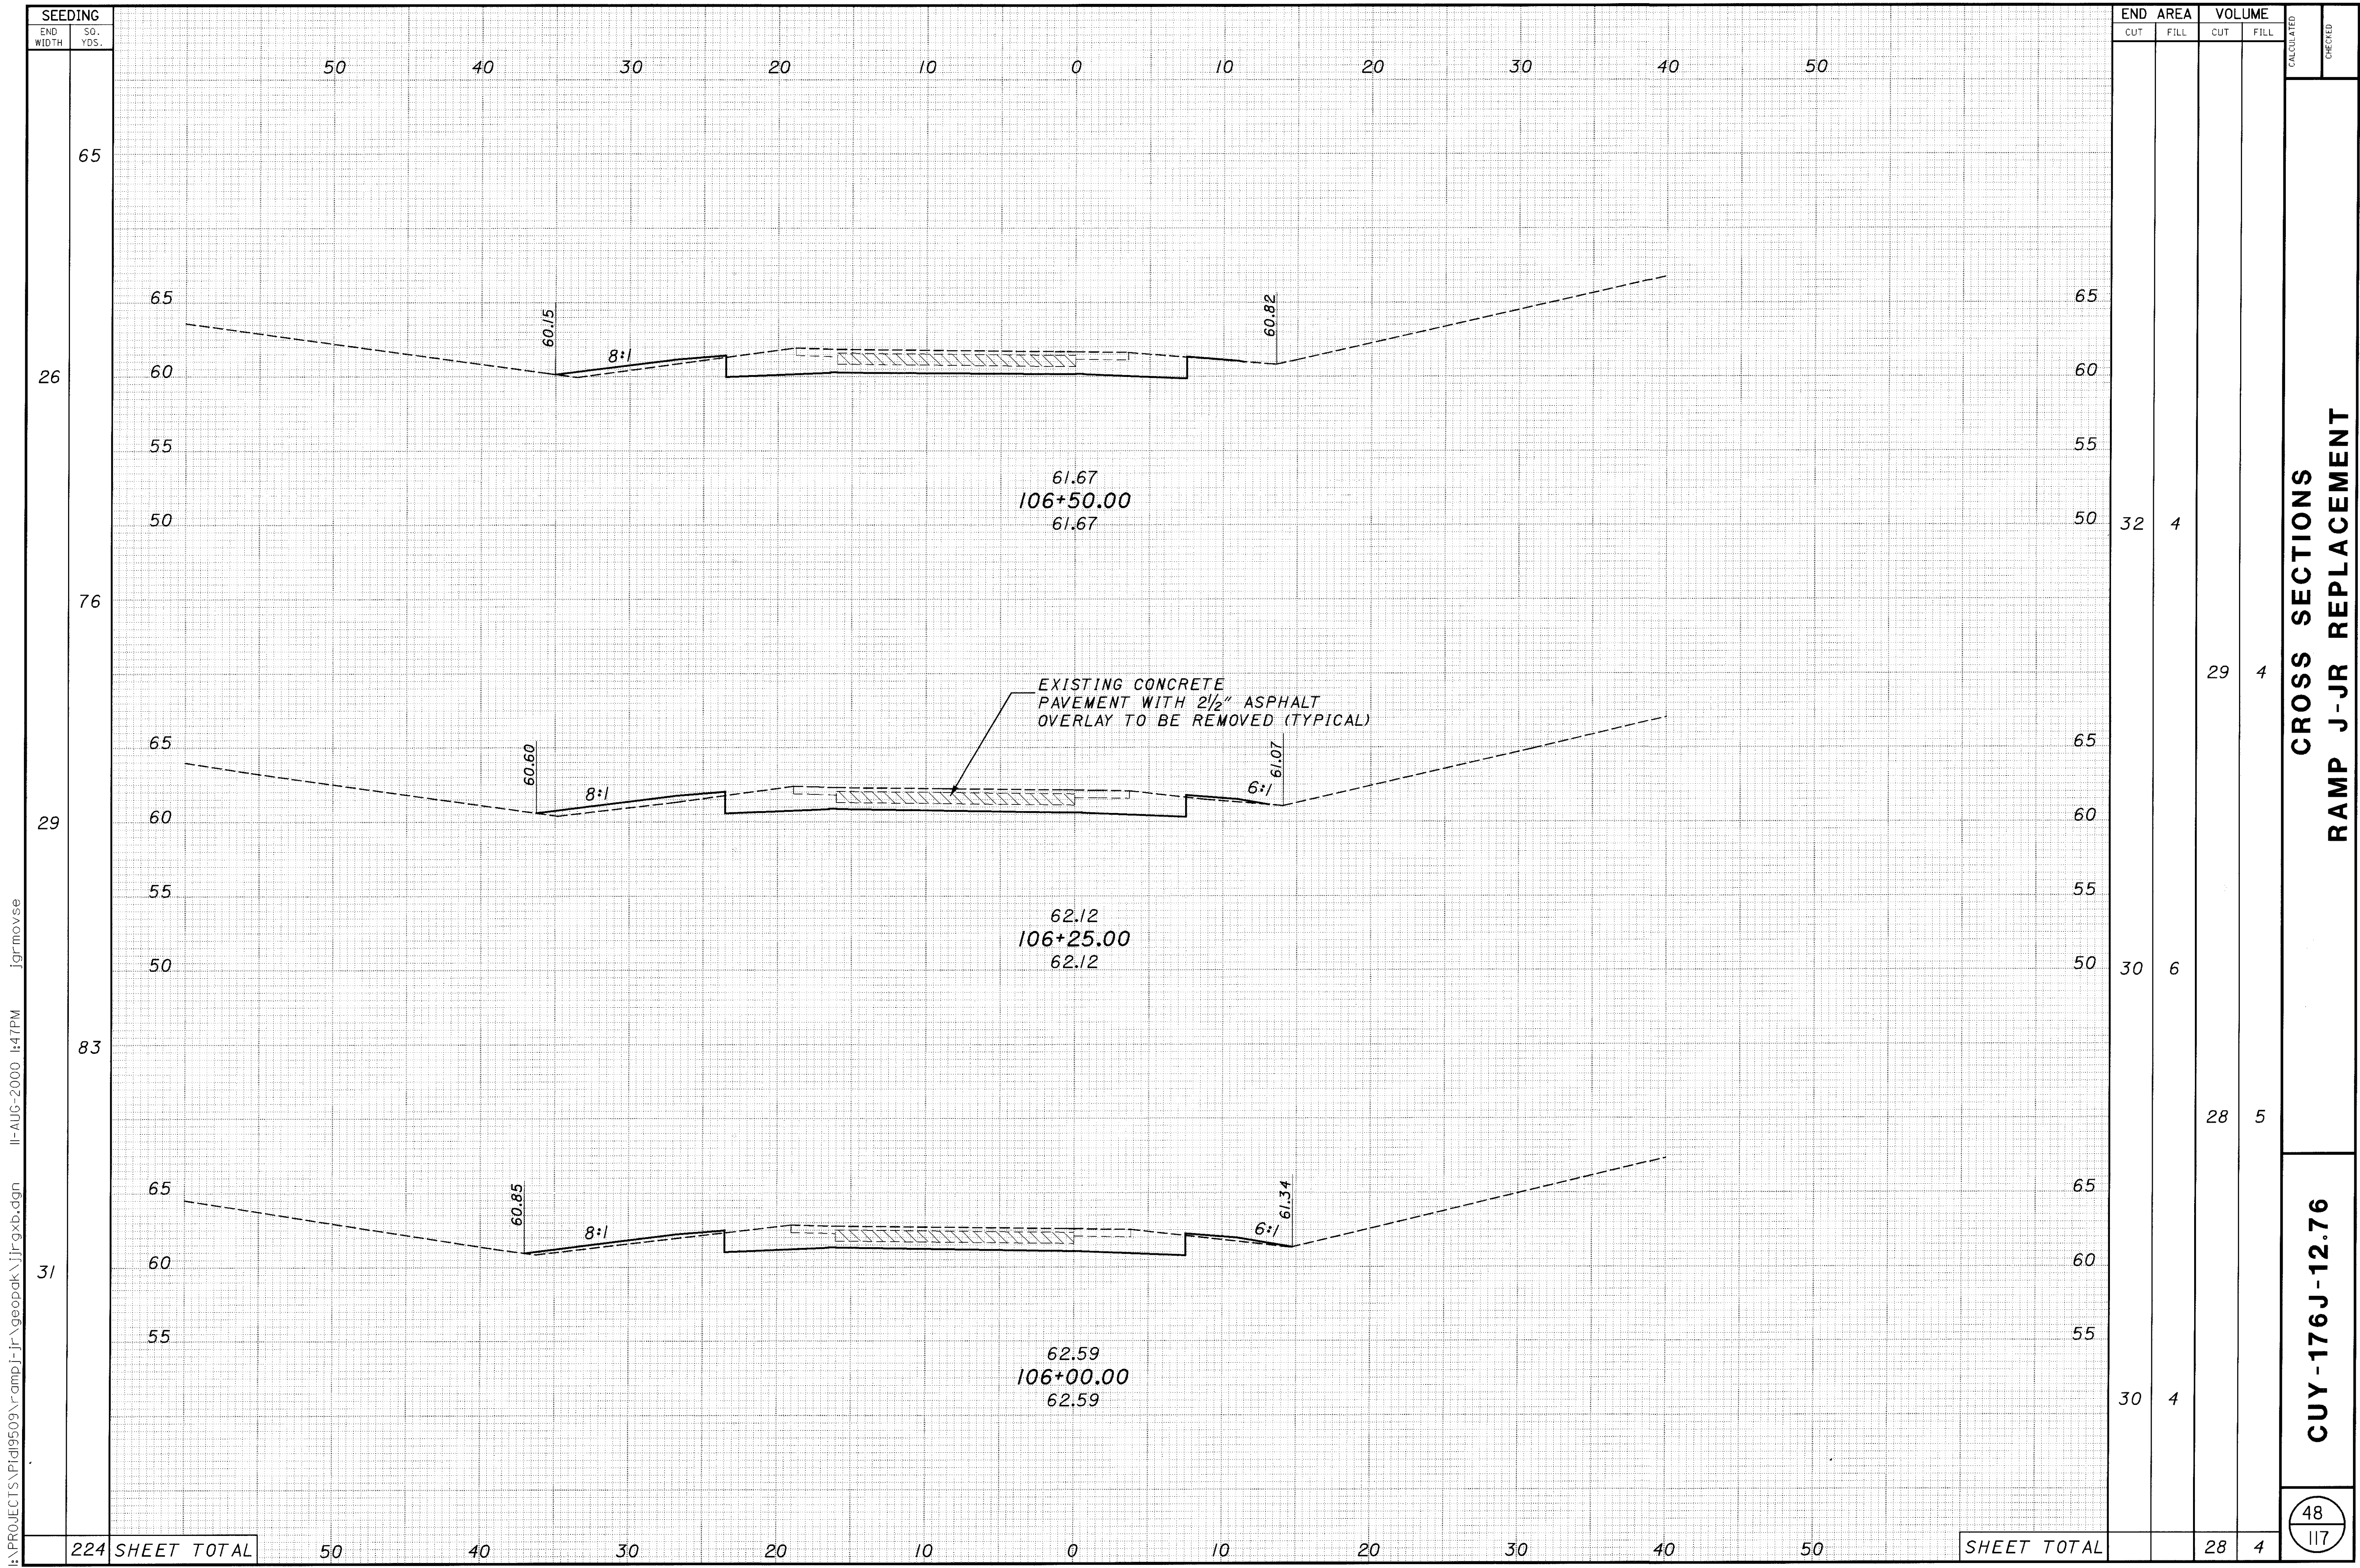 SEEDING
END WIDTH
SQ. YDS.
END AREA
VOLUME
CUT
FILL
CUT
FILL
CALCULATED
CHECKED
50 40 30 20 10 0 10 20 30 40 50
65
65
60.15
60.82
65
8:1
26
60
60
55
55
61.67
106+50.00
61.67
50
50
32
4
76
29
4
EXISTING CONCRETE
PAVEMENT WITH 2½" ASPHALT
OVERLAY TO BE REMOVED (TYPICAL)
65
60.60
61.07
65
8:1
6:1
29
60
60
55
55
62.12
106+25.00
62.12
50
50
30
6
83
28
5
65
60.85
61.34
65
8:1
6:1
31
60
60
55
55
62.59
106+00.00
62.59
30
4
224
SHEET TOTAL
50 40 30 20 10 0 10 20 30 40 50
SHEET TOTAL
28
4
CROSS SECTIONS
RAMP J-JR REPLACEMENT
CUY-176J-12.76
48
117
I:\PROJECTS\Pid19509\rampj-jr\geopak\jrgxb.dgn 11-AUG-2000 1:47PM jgrmovse